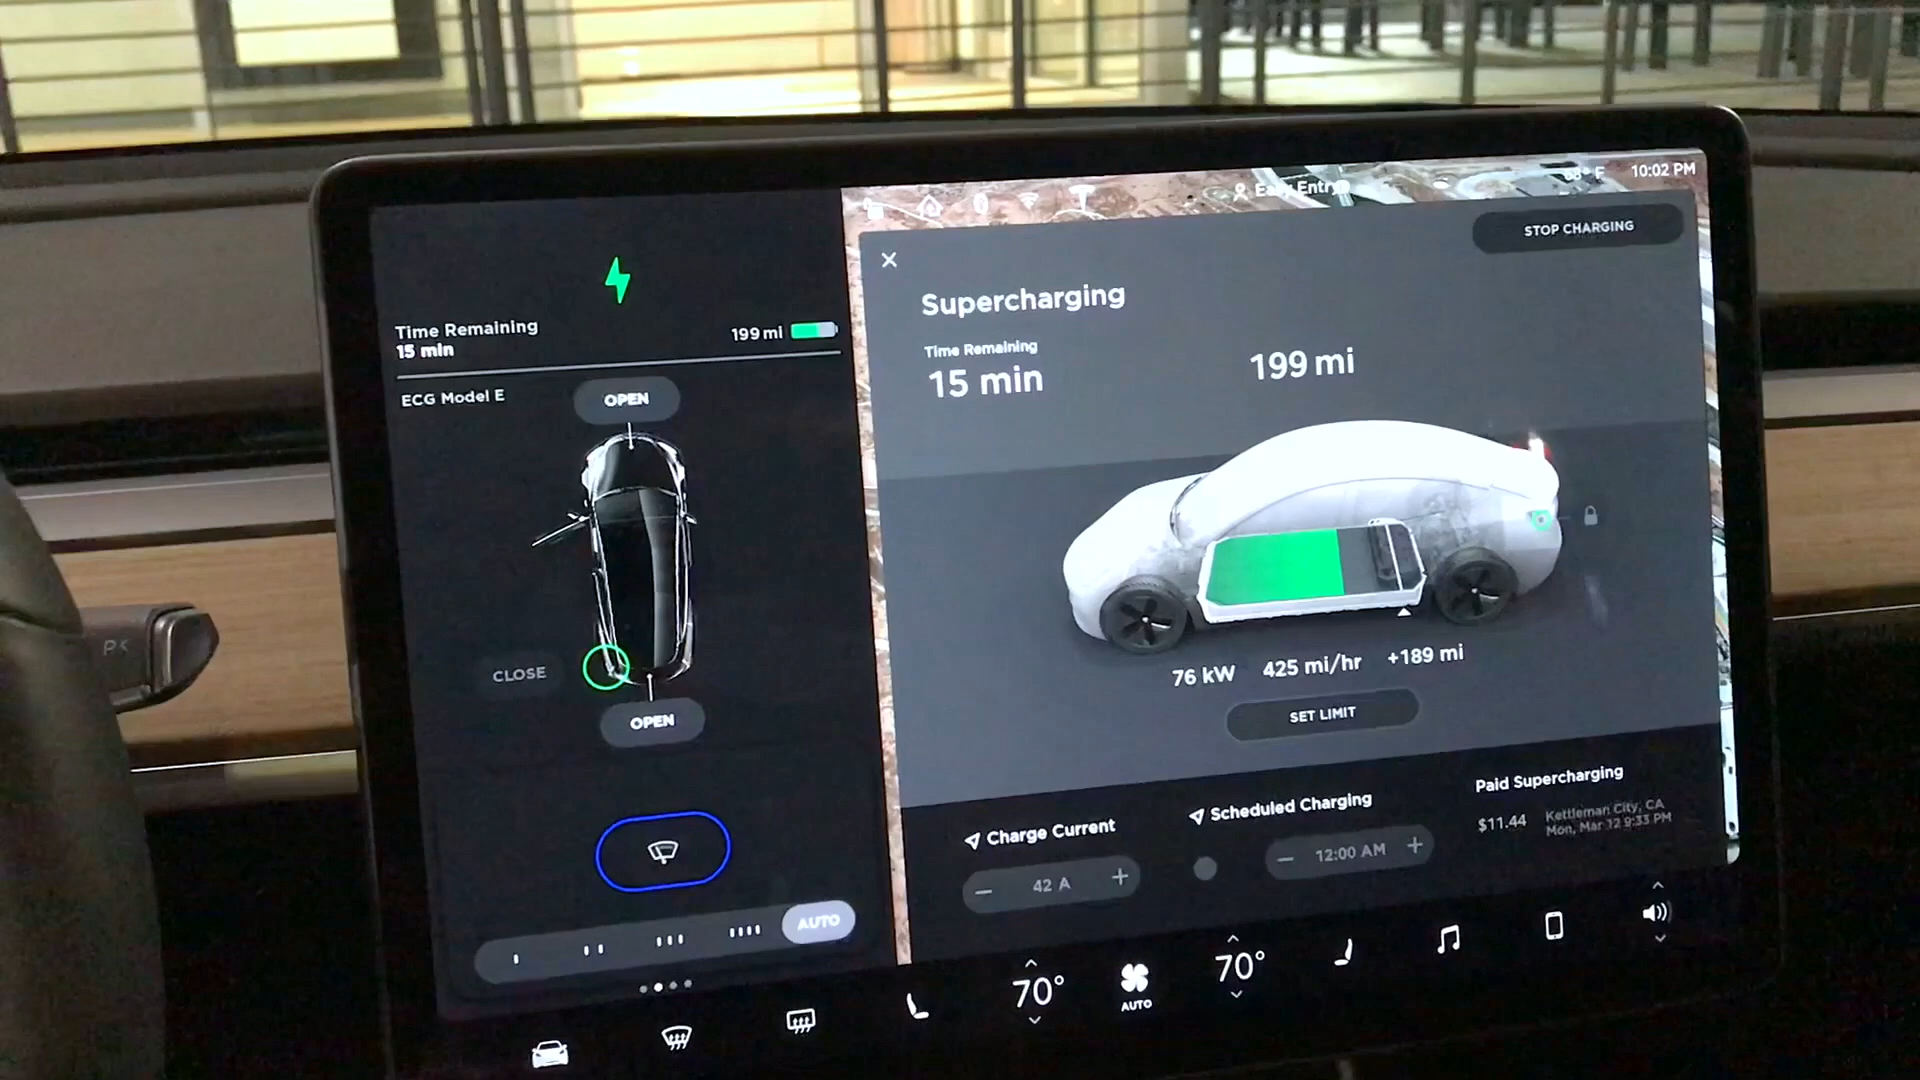 Easy Entry
68° F
10:02 PM
STOP CHARGING
Time Remaining
15 min
199 mi
ECG Model E
OPEN
CLOSE
OPEN
AUTO
Supercharging
Time Remaining
15 min
199 mi
76 kW
425 mi/hr
+189 mi
SET LIMIT
Charge Current
− 42 A +
Scheduled Charging
− 12:00 AM +
Paid Supercharging
$11.44
Kettleman City, CA
Mon, Mar 12 9:33 PM
70°
AUTO
70°
P